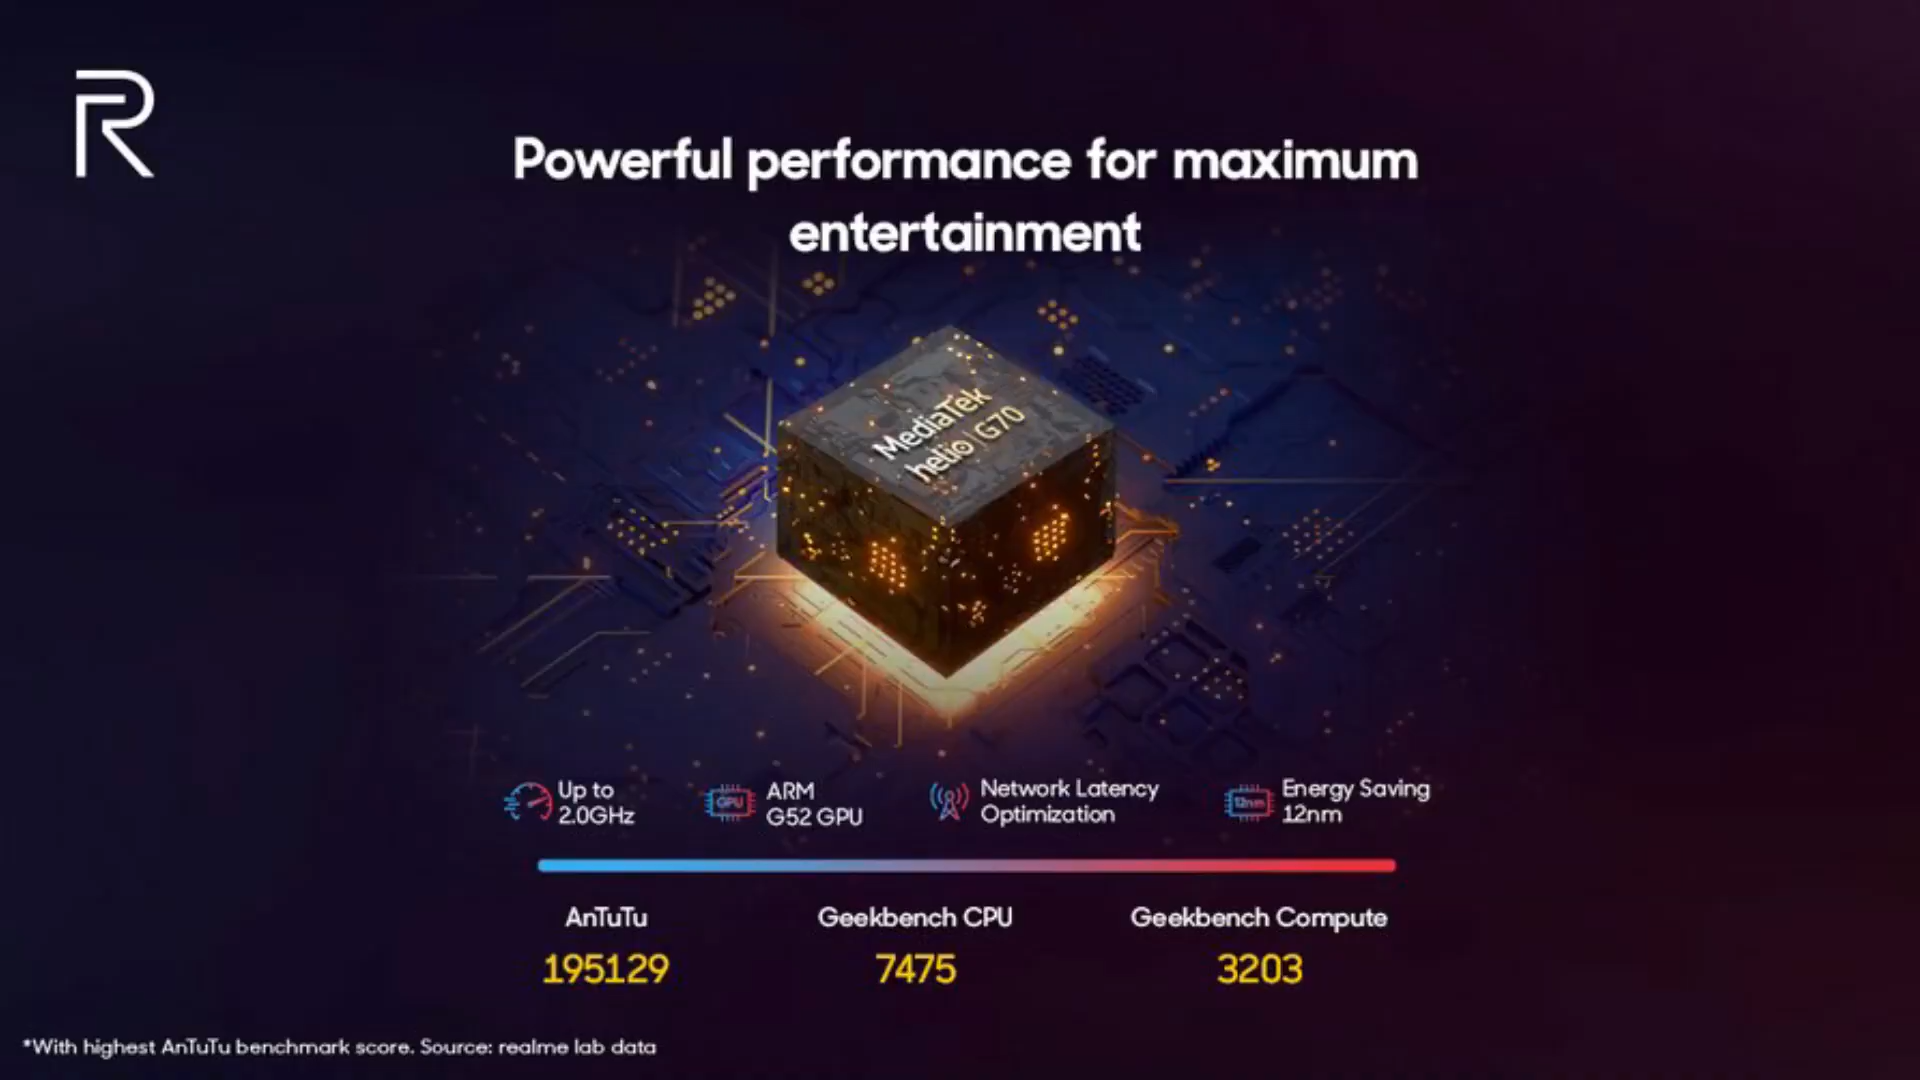 R
Powerful performance for maximum
entertainment
MediaTek
helio | G70
Up to
2.0GHz
GPU
ARM
G52 GPU
Network Latency
Optimization
12nm
Energy Saving
12nm
AnTuTu
Geekbench CPU
Geekbench Compute
195129
7475
3203
*With highest AnTuTu benchmark score. Source: realme lab data